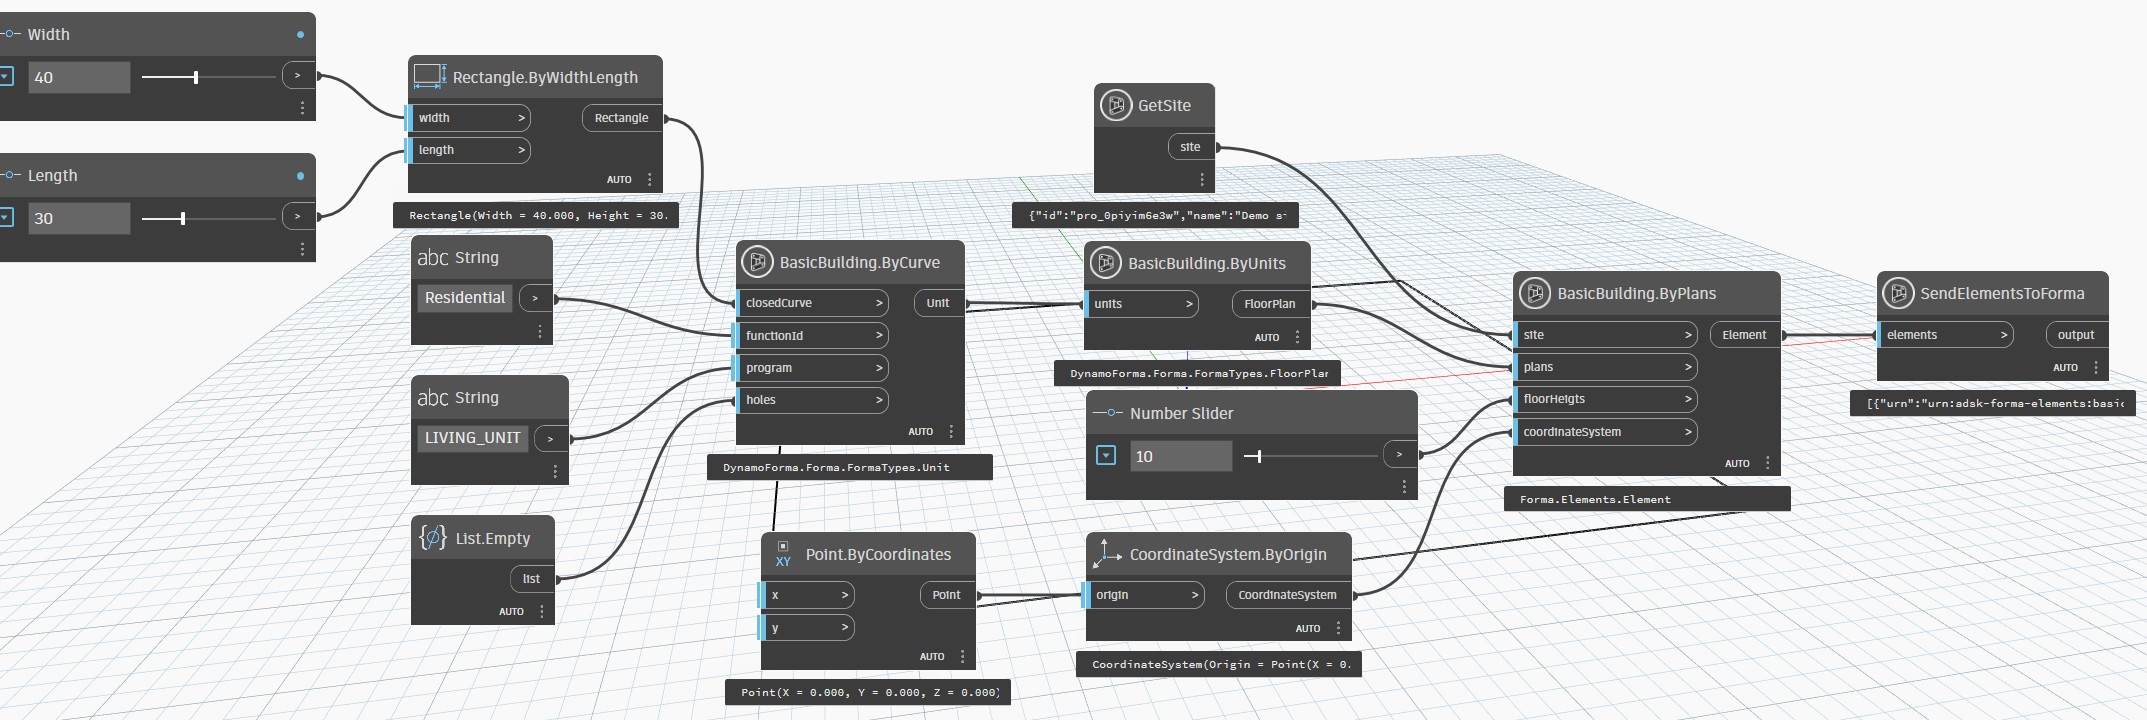 Width
40
>
Length
30
>
Rectangle.ByWidthLength
width >
Rectangle
length >
AUTO
Rectangle(Width = 40.000, Height = 30.
abc String
Residential
>
abc String
LIVING_UNIT
>
List.Empty
list
AUTO
BasicBuilding.ByCurve
closedCurve >
Unit
functionId >
program >
holes >
AUTO
DynamoForma.Forma.FormaTypes.Unit
XY
Point.ByCoordinates
x >
Point
y >
AUTO
Point(X = 0.000, Y = 0.000, Z = 0.000)
GetSite
site
{"id":"pro_0piyim6e3w","name":"Demo s
BasicBuilding.ByUnits
units >
FloorPlan
AUTO
DynamoForma.Forma.FormaTypes.FloorPlan
Number Slider
10
>
CoordinateSystem.ByOrigin
origin >
CoordinateSystem
AUTO
CoordinateSystem(Origin = Point(X = 0.
BasicBuilding.ByPlans
site >
Element
plans >
floorHeigts >
coordinateSystem >
AUTO
Forma.Elements.Element
SendElementsToForma
elements >
output
AUTO
[{"urn":"urn:adsk-forma-elements:basic